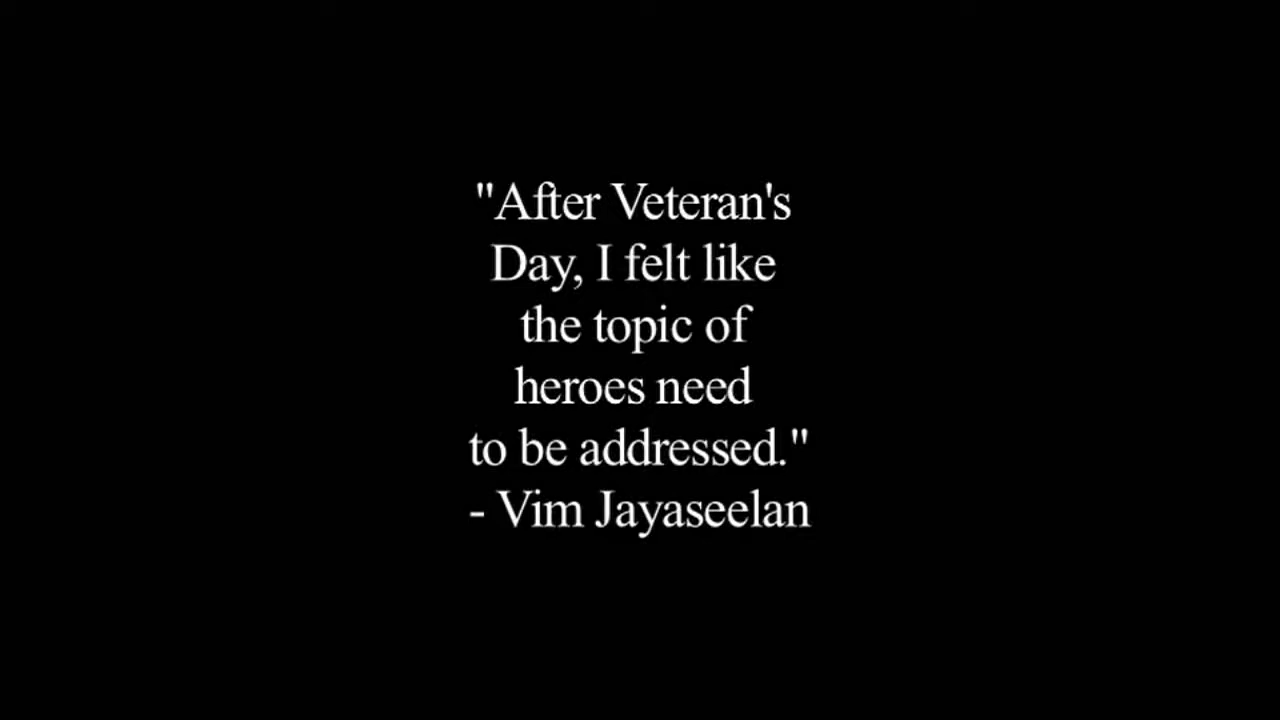 "After Veteran's
Day, I felt like
the topic of
heroes need
to be addressed."
- Vim Jayaseelan